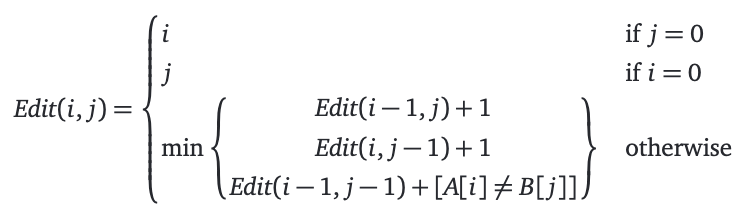 i if j = 0
j if i = 0
Edit(i − 1, j) + 1
Edit(i, j) = min { Edit(i, j − 1) + 1 } otherwise
Edit(i − 1, j − 1) + [A[i] ≠ B[j]]